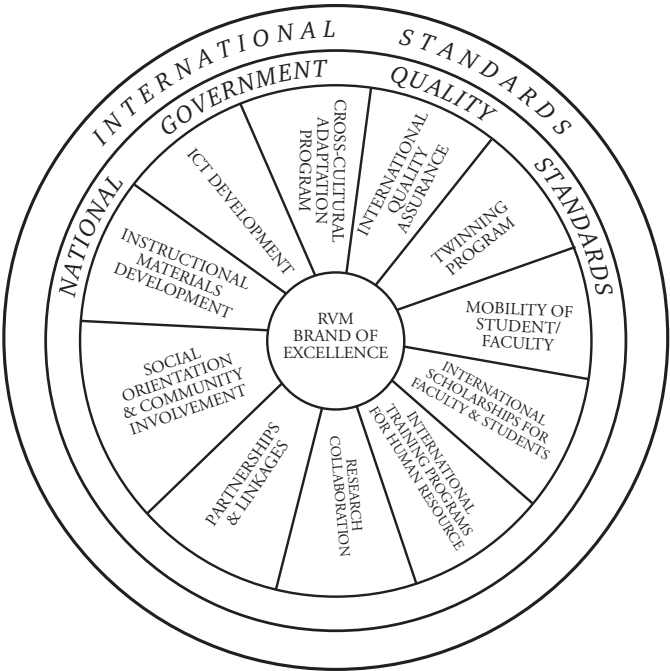 INTERNATIONAL STANDARDS
NATIONAL GOVERNMENT QUALITY STANDARDS
CROSS-CULTURAL
ADAPTATION
PROGRAM
INTERNATIONAL
QUALITY
ASSURANCE
TWINNING
PROGRAM
MOBILITY OF
STUDENT/
FACULTY
INTERNATIONAL
SCHOLARSHIPS FOR
FACULTY & STUDENTS
INTERNATIONAL
TRAINING PROGRAMS
FOR HUMAN RESOURCE
RESEARCH
COLLABORATION
PARTNERSHIPS
& LINKAGES
SOCIAL
ORIENTATION
& COMMUNITY
INVOLVEMENT
INSTRUCTIONAL
MATERIALS
DEVELOPMENT
ICT DEVELOPMENT
RVM
BRAND OF
EXCELLENCE